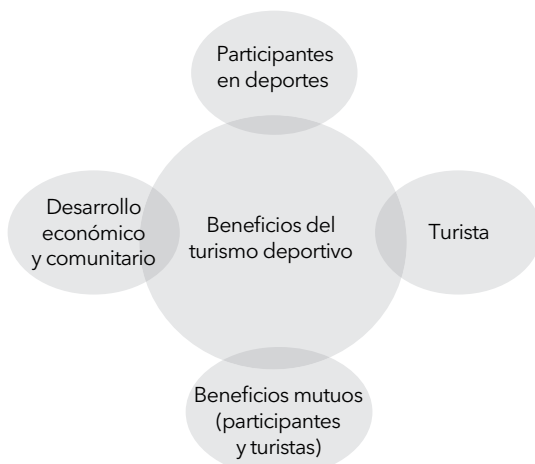 Participantes
en deportes
Desarrollo
económico
y comunitario
Beneficios del
turismo deportivo
Turista
Beneficios mutuos
(participantes
y turistas)